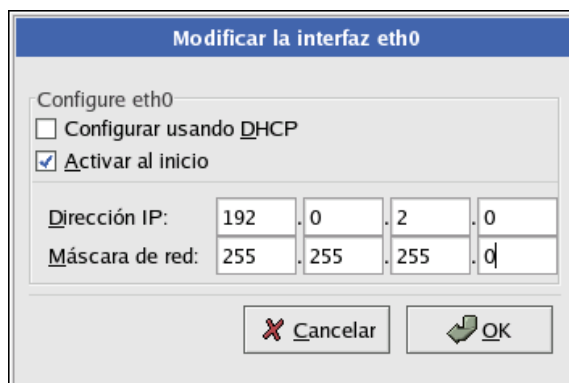 Modificar la interfaz eth0
Configure eth0
Configurar usando DHCP
Activar al inicio
Dirección IP: 192 . 0 . 2 . 0
Máscara de red: 255 . 255 . 255 . 0
Cancelar OK